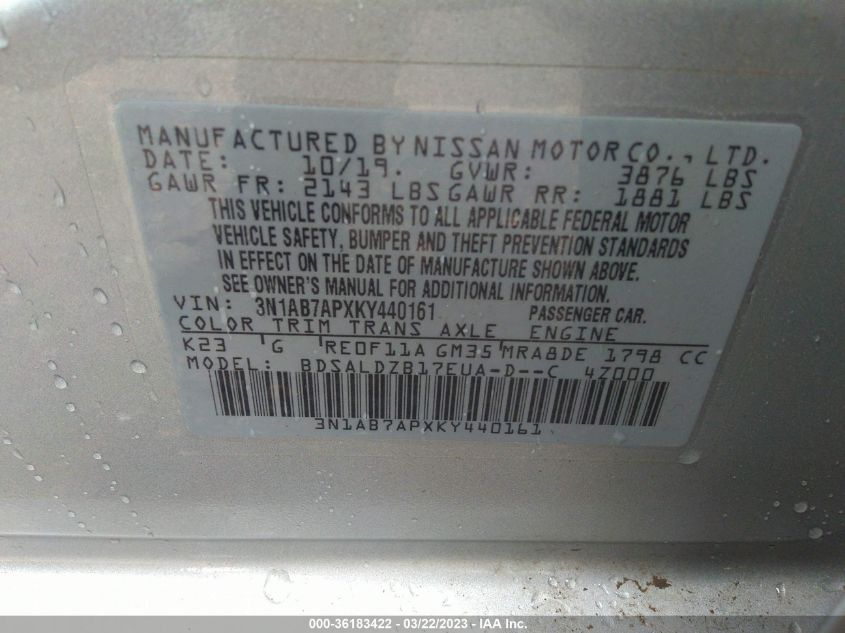 MANUFACTURED BY NISSAN MOTOR CO., LTD.
DATE: 10/19. GVWR: 3876 LBS
GAWR FR: 2143 LBS GAWR RR: 1881 LBS
THIS VEHICLE CONFORMS TO ALL APPLICABLE FEDERAL MOTOR
VEHICLE SAFETY, BUMPER AND THEFT PREVENTION STANDARDS
IN EFFECT ON THE DATE OF MANUFACTURE SHOWN ABOVE.
SEE OWNER'S MANUAL FOR ADDITIONAL INFORMATION.
VIN: 3N1AB7APXKY440161 PASSENGER CAR.
COLOR TRIM TRANS AXLE ENGINE
K23 G RE0F11A GM35 MRA8DE 1798 CC
MODEL: BDSALDZB17EUA-D--C 4Z000
3N1AB7APXKY440161
000-36183422 - 03/22/2023 - IAA Inc.